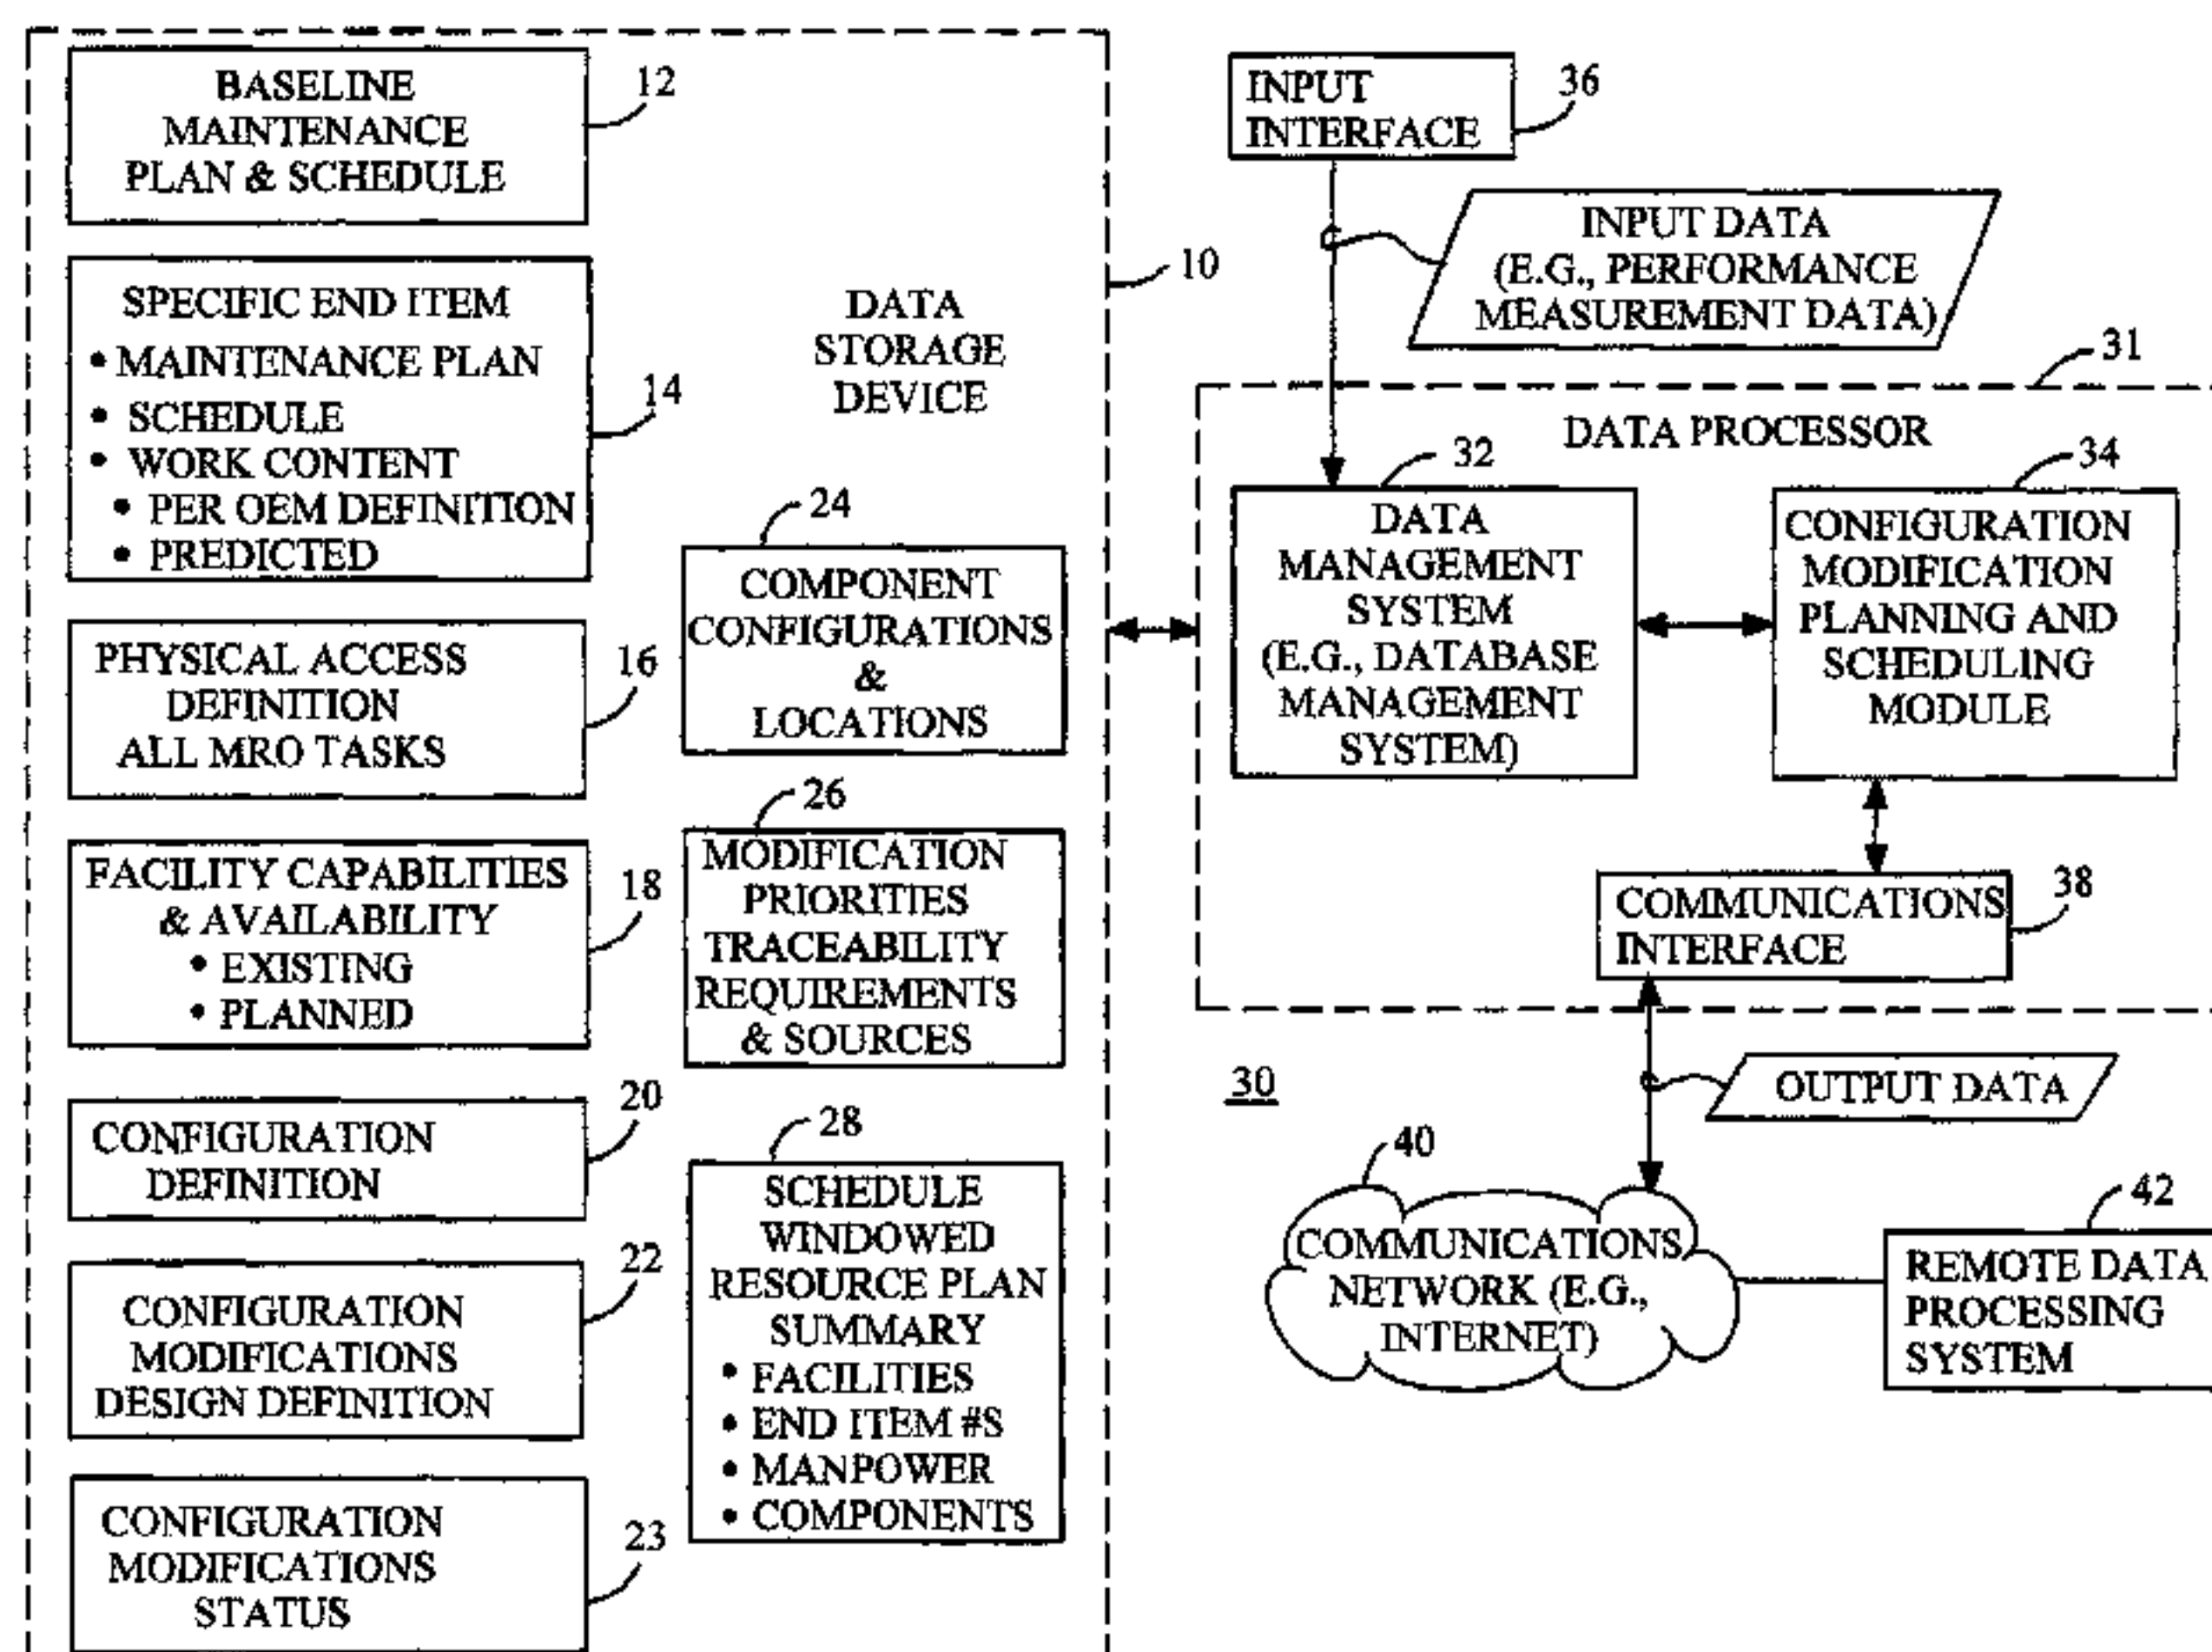 BASELINE
MAINTENANCE
PLAN & SCHEDULE
12
SPECIFIC END ITEM
• MAINTENANCE PLAN
• SCHEDULE
• WORK CONTENT
• PER OEM DEFINITION
• PREDICTED
14
PHYSICAL ACCESS
DEFINITION
ALL MRO TASKS
16
FACILITY CAPABILITIES
& AVAILABILITY
• EXISTING
• PLANNED
18
CONFIGURATION
DEFINITION
20
CONFIGURATION
MODIFICATIONS
DESIGN DEFINITION
22
CONFIGURATION
MODIFICATIONS
STATUS
23
DATA
STORAGE
DEVICE
10
24
COMPONENT
CONFIGURATIONS
&
LOCATIONS
26
MODIFICATION
PRIORITIES
TRACEABILITY
REQUIREMENTS
& SOURCES
28
SCHEDULE
WINDOWED
RESOURCE PLAN
SUMMARY
• FACILITIES
• END ITEM #S
• MANPOWER
• COMPONENTS
INPUT
INTERFACE
36
INPUT DATA
(E.G., PERFORMANCE
MEASUREMENT DATA)
31
DATA PROCESSOR
32
DATA
MANAGEMENT
SYSTEM
(E.G., DATABASE
MANAGEMENT
SYSTEM)
34
CONFIGURATION
MODIFICATION
PLANNING AND
SCHEDULING
MODULE
COMMUNICATIONS
INTERFACE
38
30
OUTPUT DATA
40
COMMUNICATIONS
NETWORK (E.G.,
INTERNET)
42
REMOTE DATA
PROCESSING
SYSTEM